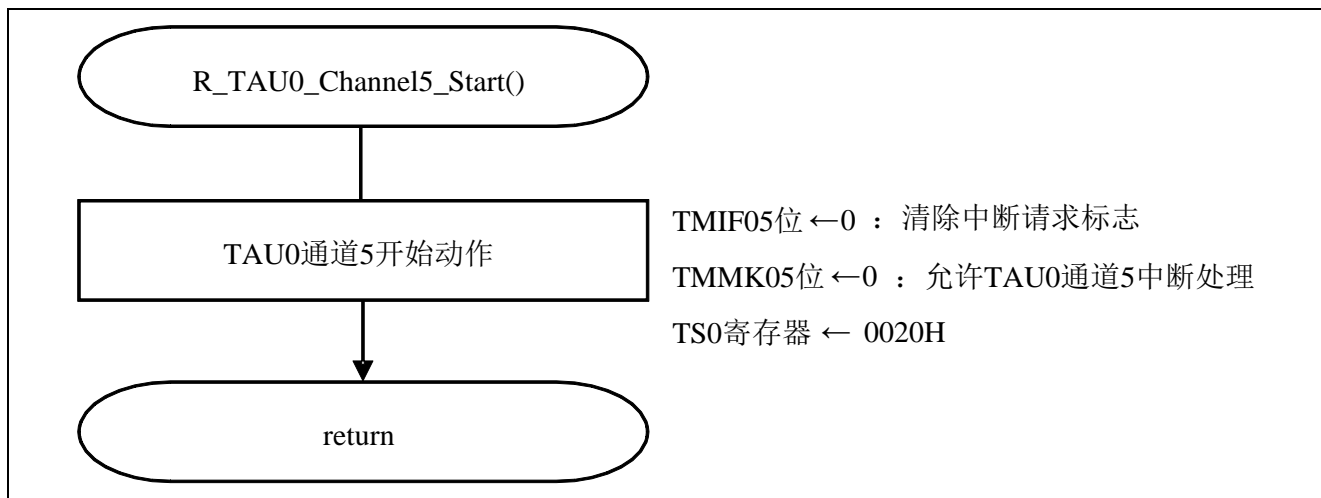 R_TAU0_Channel5_Start()
TAU0通道5开始动作
TMIF05位 ←0 ：清除中断请求标志
TMMK05位 ←0 ：允许TAU0通道5中断处理
TS0寄存器 ← 0020H
return